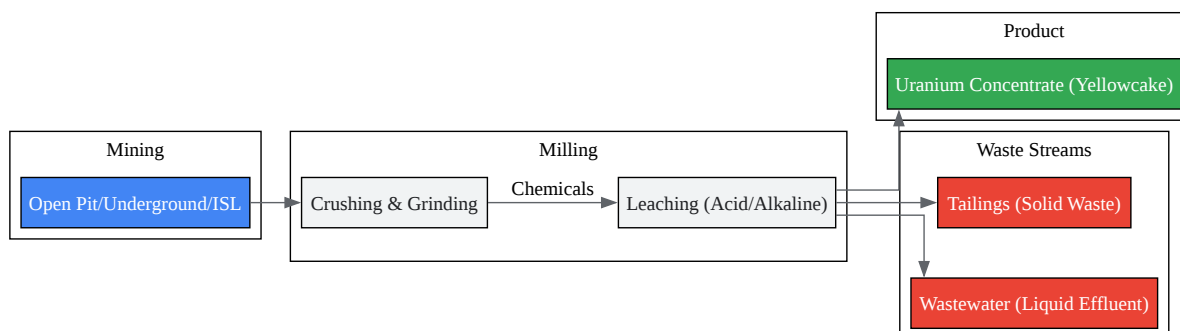 Product
Uranium Concentrate (Yellowcake)
Mining
Open Pit/Underground/ISL
Milling
Crushing & Grinding
Chemicals
Leaching (Acid/Alkaline)
Waste Streams
Tailings (Solid Waste)
Wastewater (Liquid Effluent)